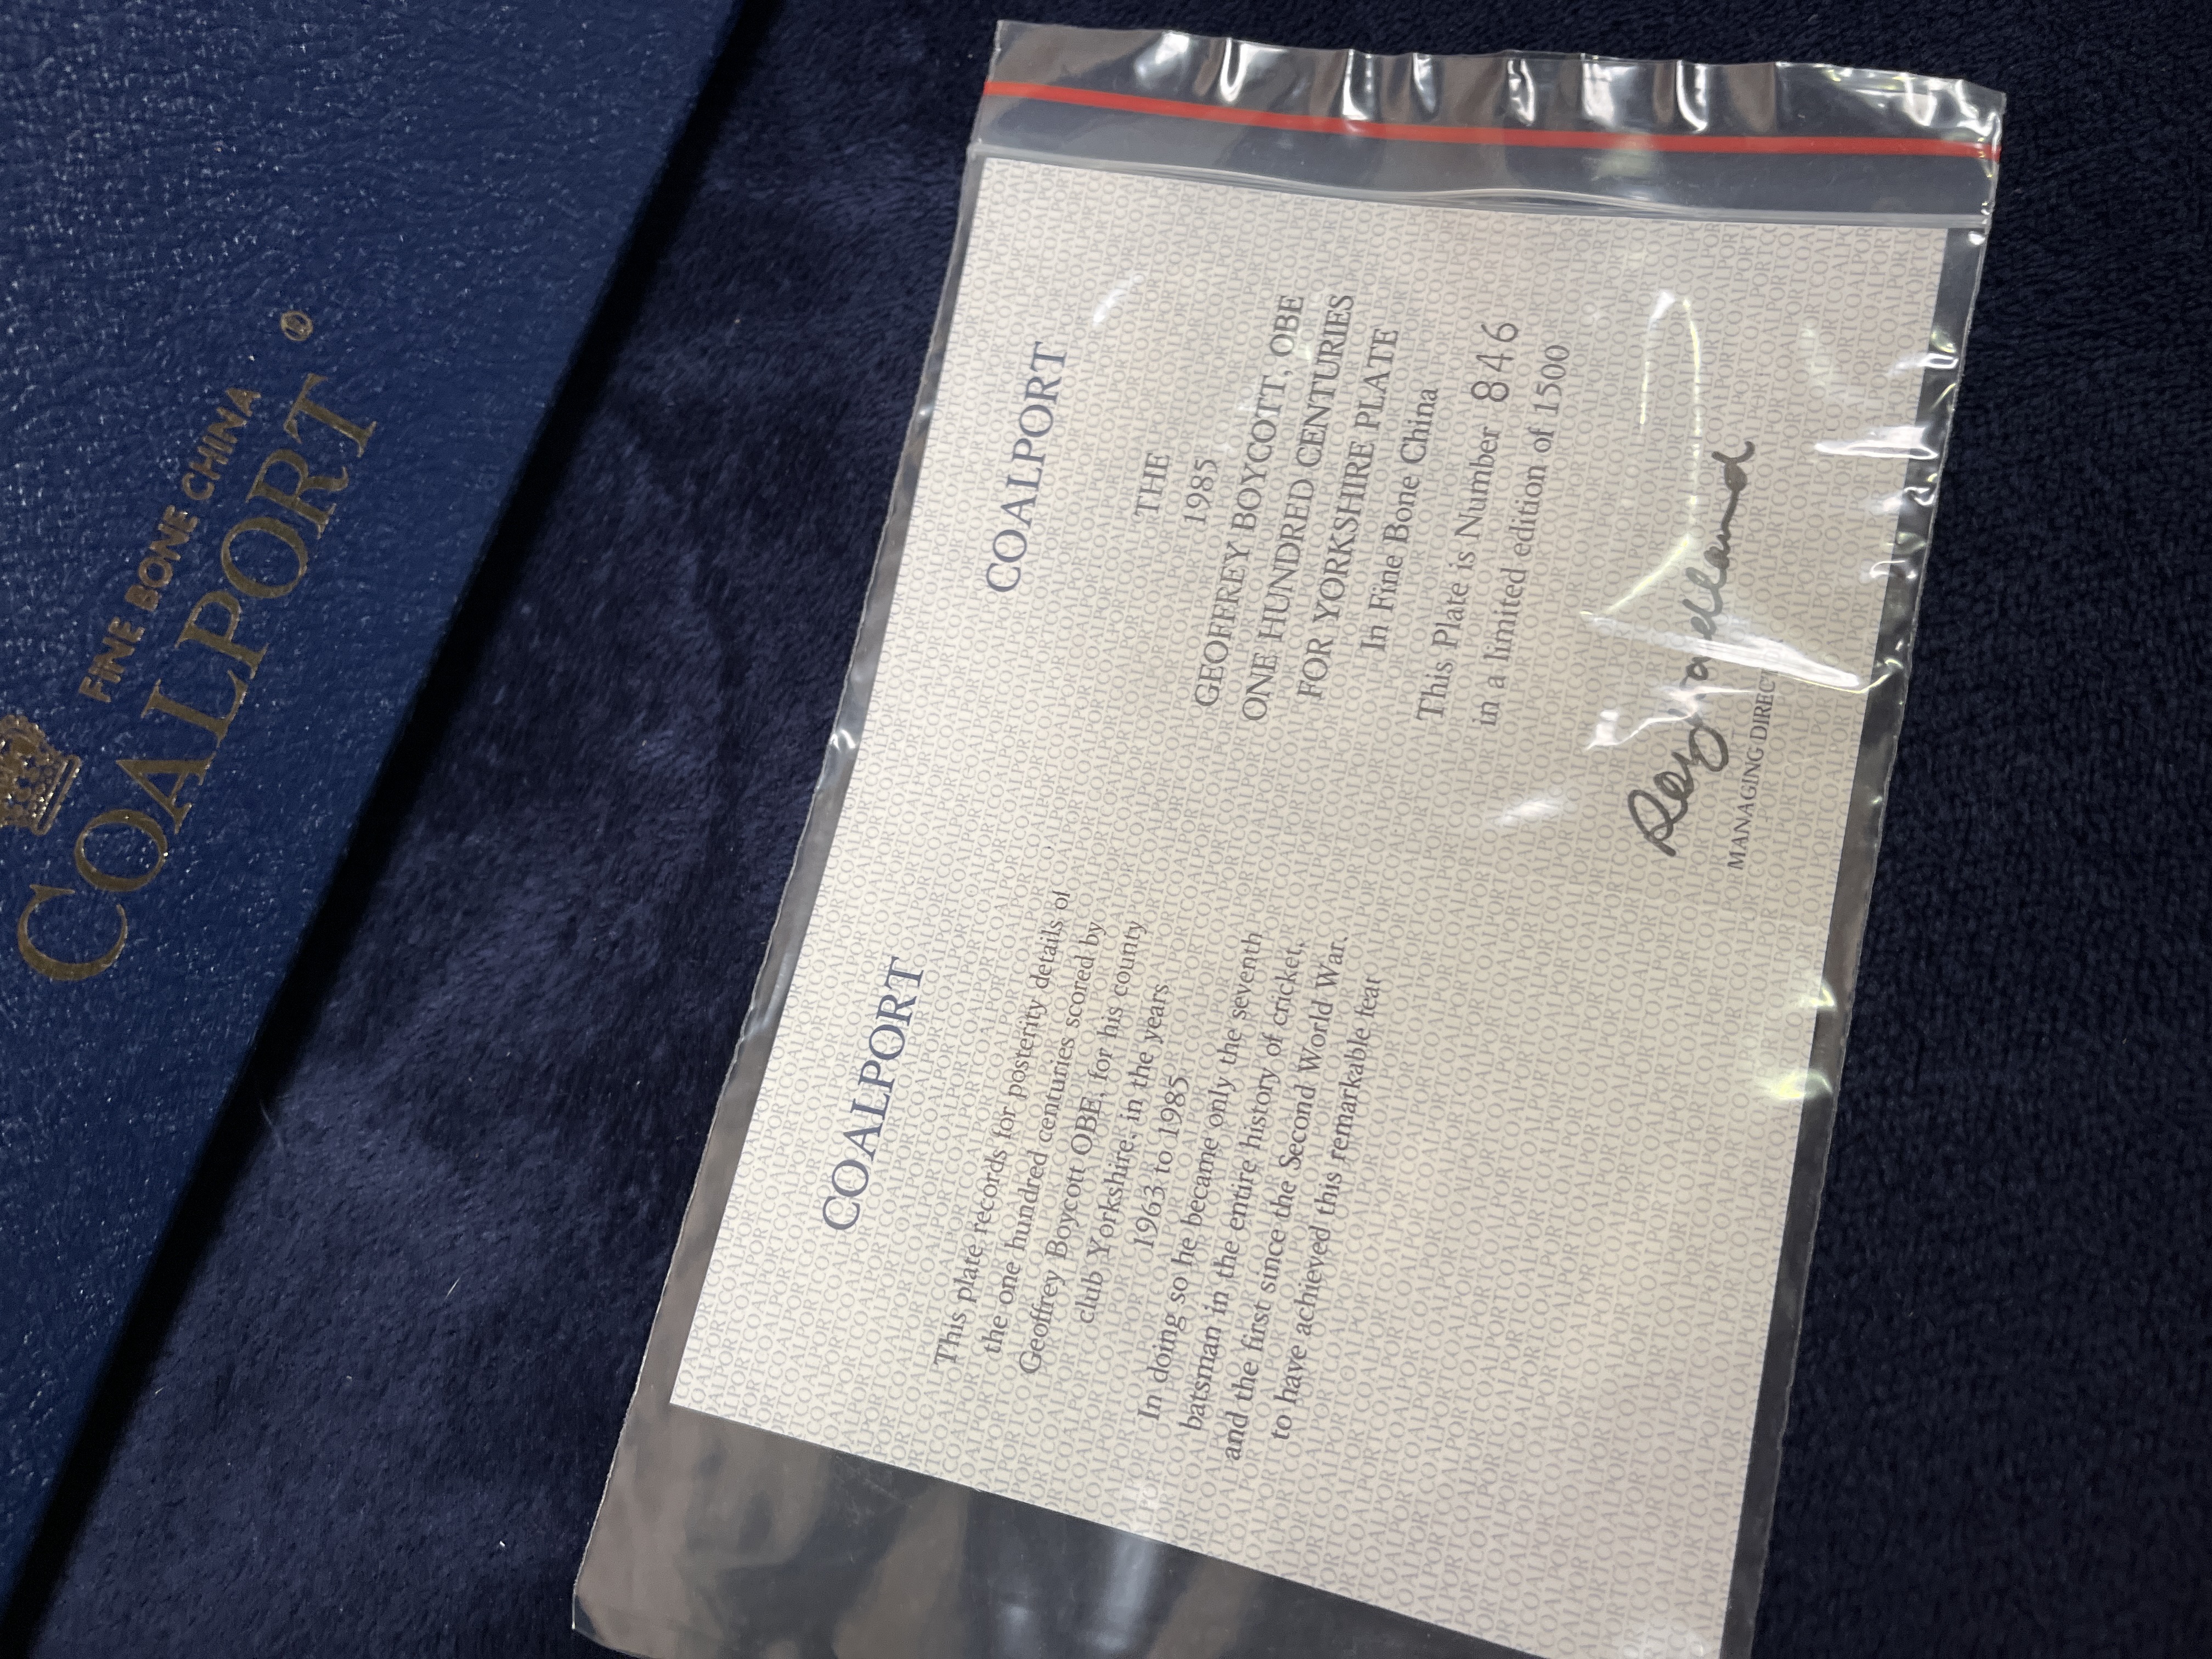 FINE BONE CHINA
COALPORT ®
COALPORT
This plate records for posterity details of
the one hundred centuries scored by
Geoffrey Boycott OBE, for his county
club Yorkshire, in the years
1963 to 1985
In doing so he became only the seventh
batsman in the entire history of cricket,
and the first since the Second World War,
to have achieved this remarkable feat
COALPORT
THE
1985
GEOFFREY BOYCOTT, OBE
ONE HUNDRED CENTURIES
FOR YORKSHIRE PLATE
In Fine Bone China
This Plate is Number 846
in a limited edition of 1500
MANAGING